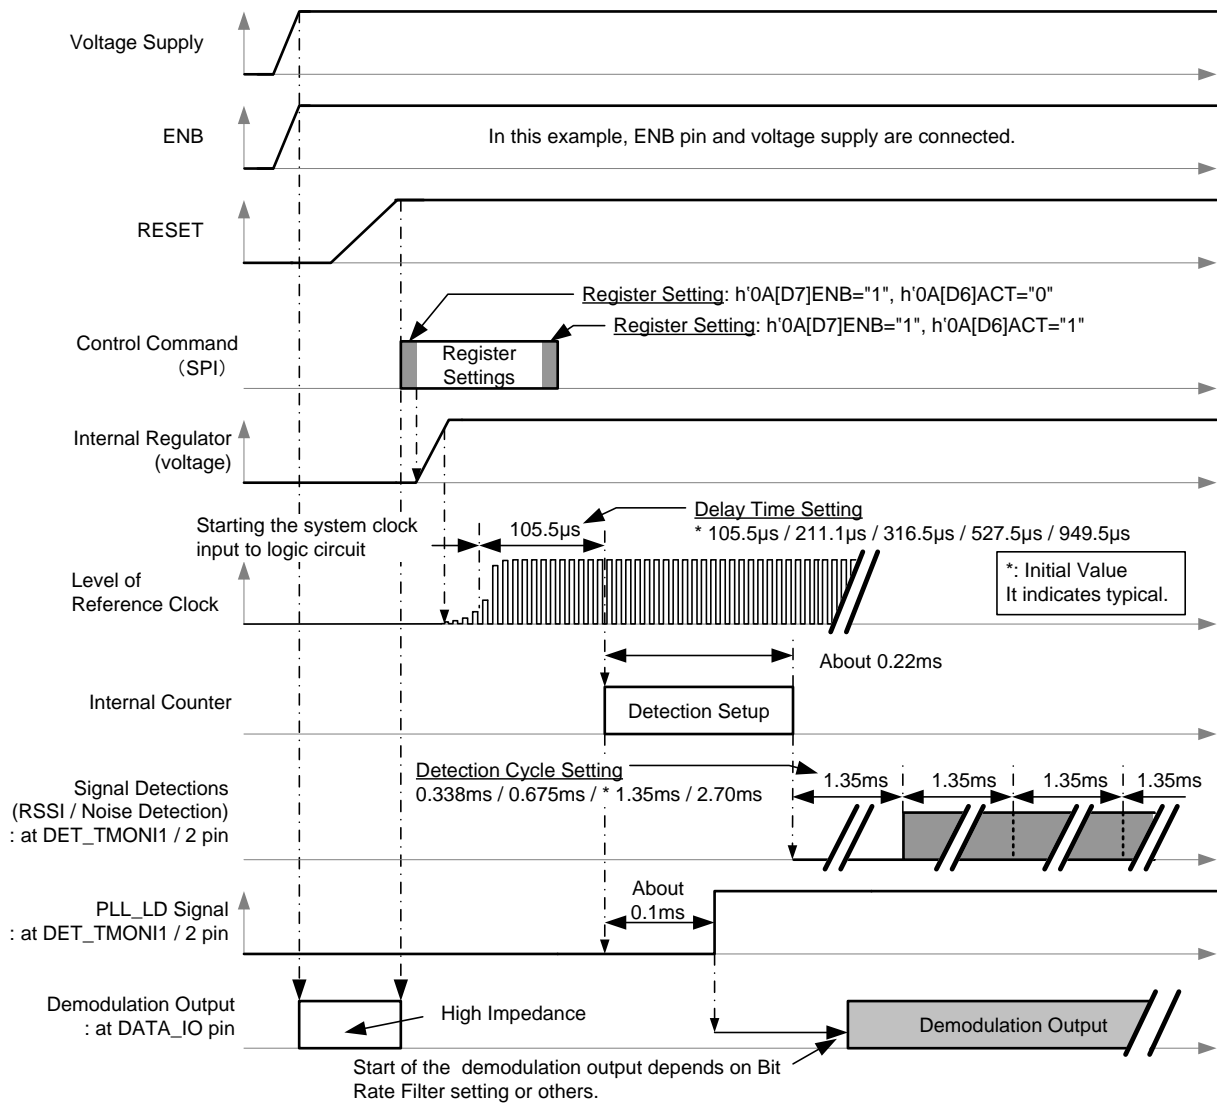 Voltage Supply
ENB
In this example, ENB pin and voltage supply are connected.
RESET
Register Setting: h'0A[D7]ENB="1", h'0A[D6]ACT="0"
Register Setting: h'0A[D7]ENB="1", h'0A[D6]ACT="1"
Control Command
（SPI）
Register
Settings
Internal Regulator
(voltage)
Starting the system clock
input to logic circuit
105.5µs
Delay Time Setting
* 105.5µs / 211.1µs / 316.5µs / 527.5µs / 949.5µs
*: Initial Value
It indicates typical.
Level of
Reference Clock
About 0.22ms
Internal Counter
Detection Setup
Detection Cycle Setting
0.338ms / 0.675ms / * 1.35ms / 2.70ms
1.35ms
1.35ms
1.35ms
1.35ms
Signal Detections
(RSSI / Noise Detection)
: at DET_TMONI1 / 2 pin
About
0.1ms
PLL_LD Signal
: at DET_TMONI1 / 2 pin
Demodulation Output
: at DATA_IO pin
High Impedance
Demodulation Output
Start of the demodulation output depends on Bit
Rate Filter setting or others.